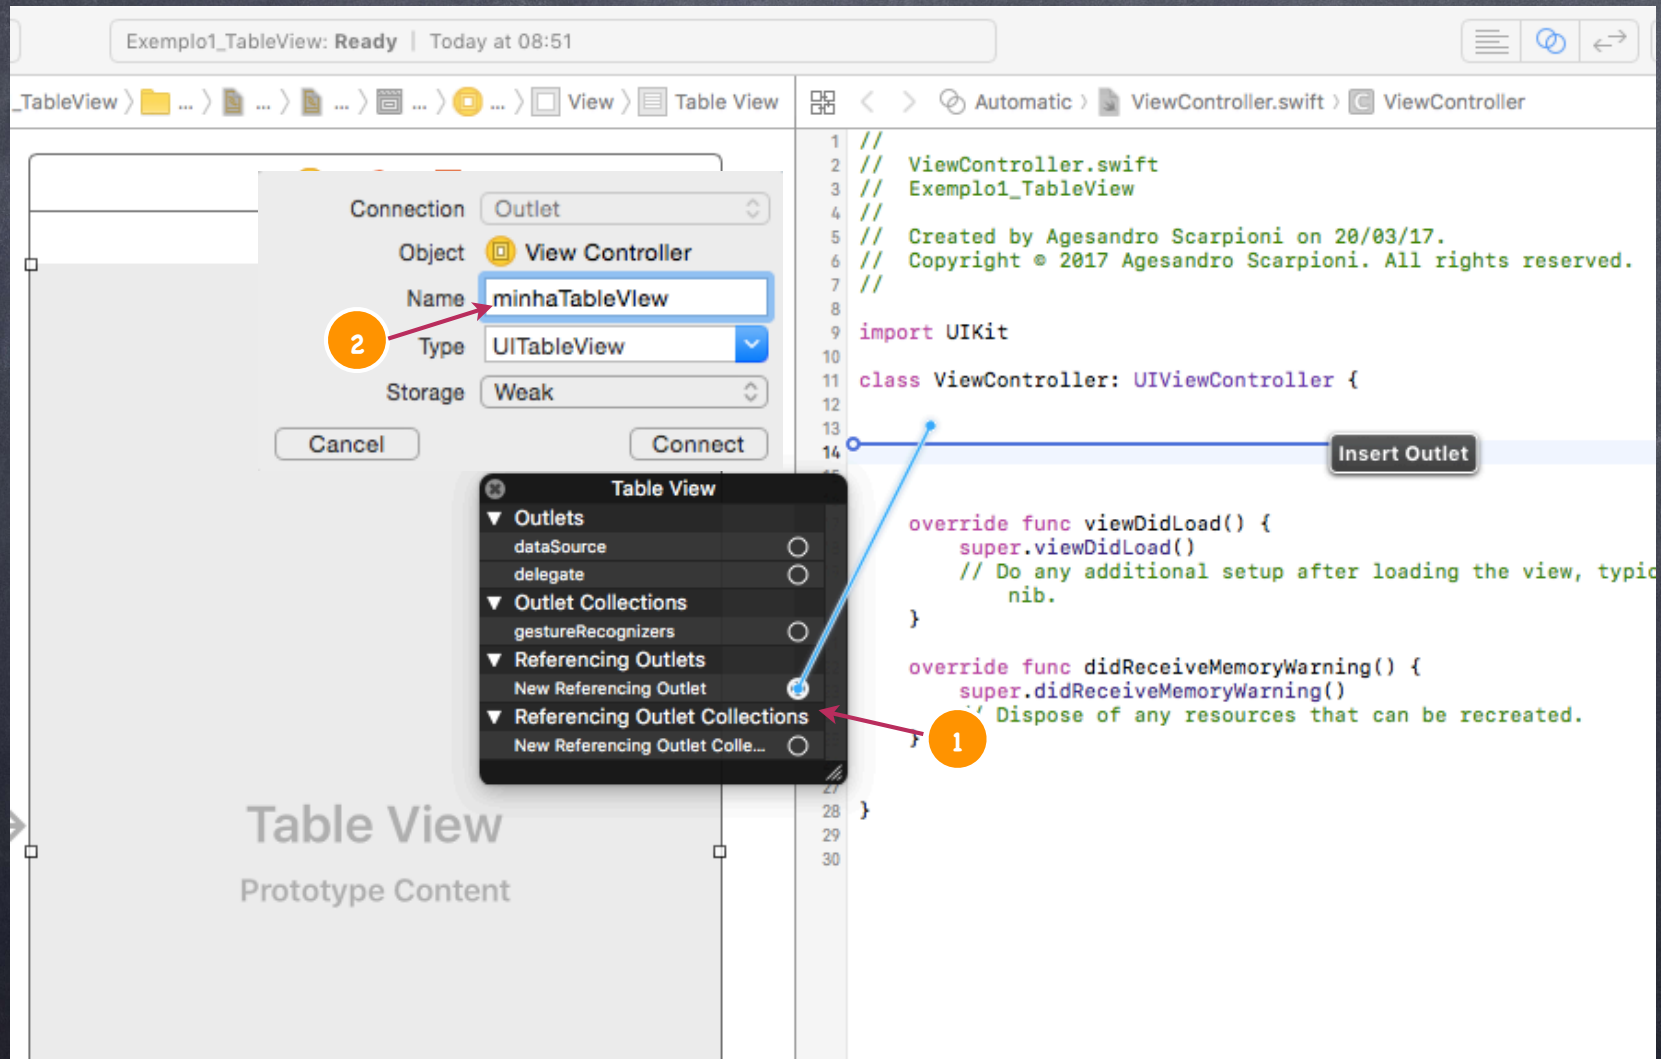 Exemplo1_TableView: Ready | Today at 08:51
_TableView ... ... ... ... ... View Table View
Automatic ViewController.swift ViewController
Connection Outlet
Object View Controller
Name minhaTableVIew
Type UITableView
Storage Weak
Cancel Connect
2
Table View
Outlets
dataSource
delegate
Outlet Collections
gestureRecognizers
Referencing Outlets
New Referencing Outlet
Referencing Outlet Collections
New Referencing Outlet Colle...
1
Table View
Prototype Content
1 //
2 //  ViewController.swift
3 //  Exemplo1_TableView
4 //
5 //  Created by Agesandro Scarpioni on 20/03/17.
6 //  Copyright © 2017 Agesandro Scarpioni. All rights reserved.
7 //
8
9 import UIKit
10
11 class ViewController: UIViewController {
12
13
14
Insert Outlet
override func viewDidLoad() {
super.viewDidLoad()
// Do any additional setup after loading the view, typic
nib.
}
override func didReceiveMemoryWarning() {
super.didReceiveMemoryWarning()
// Dispose of any resources that can be recreated.
}
27
28 }
29
30